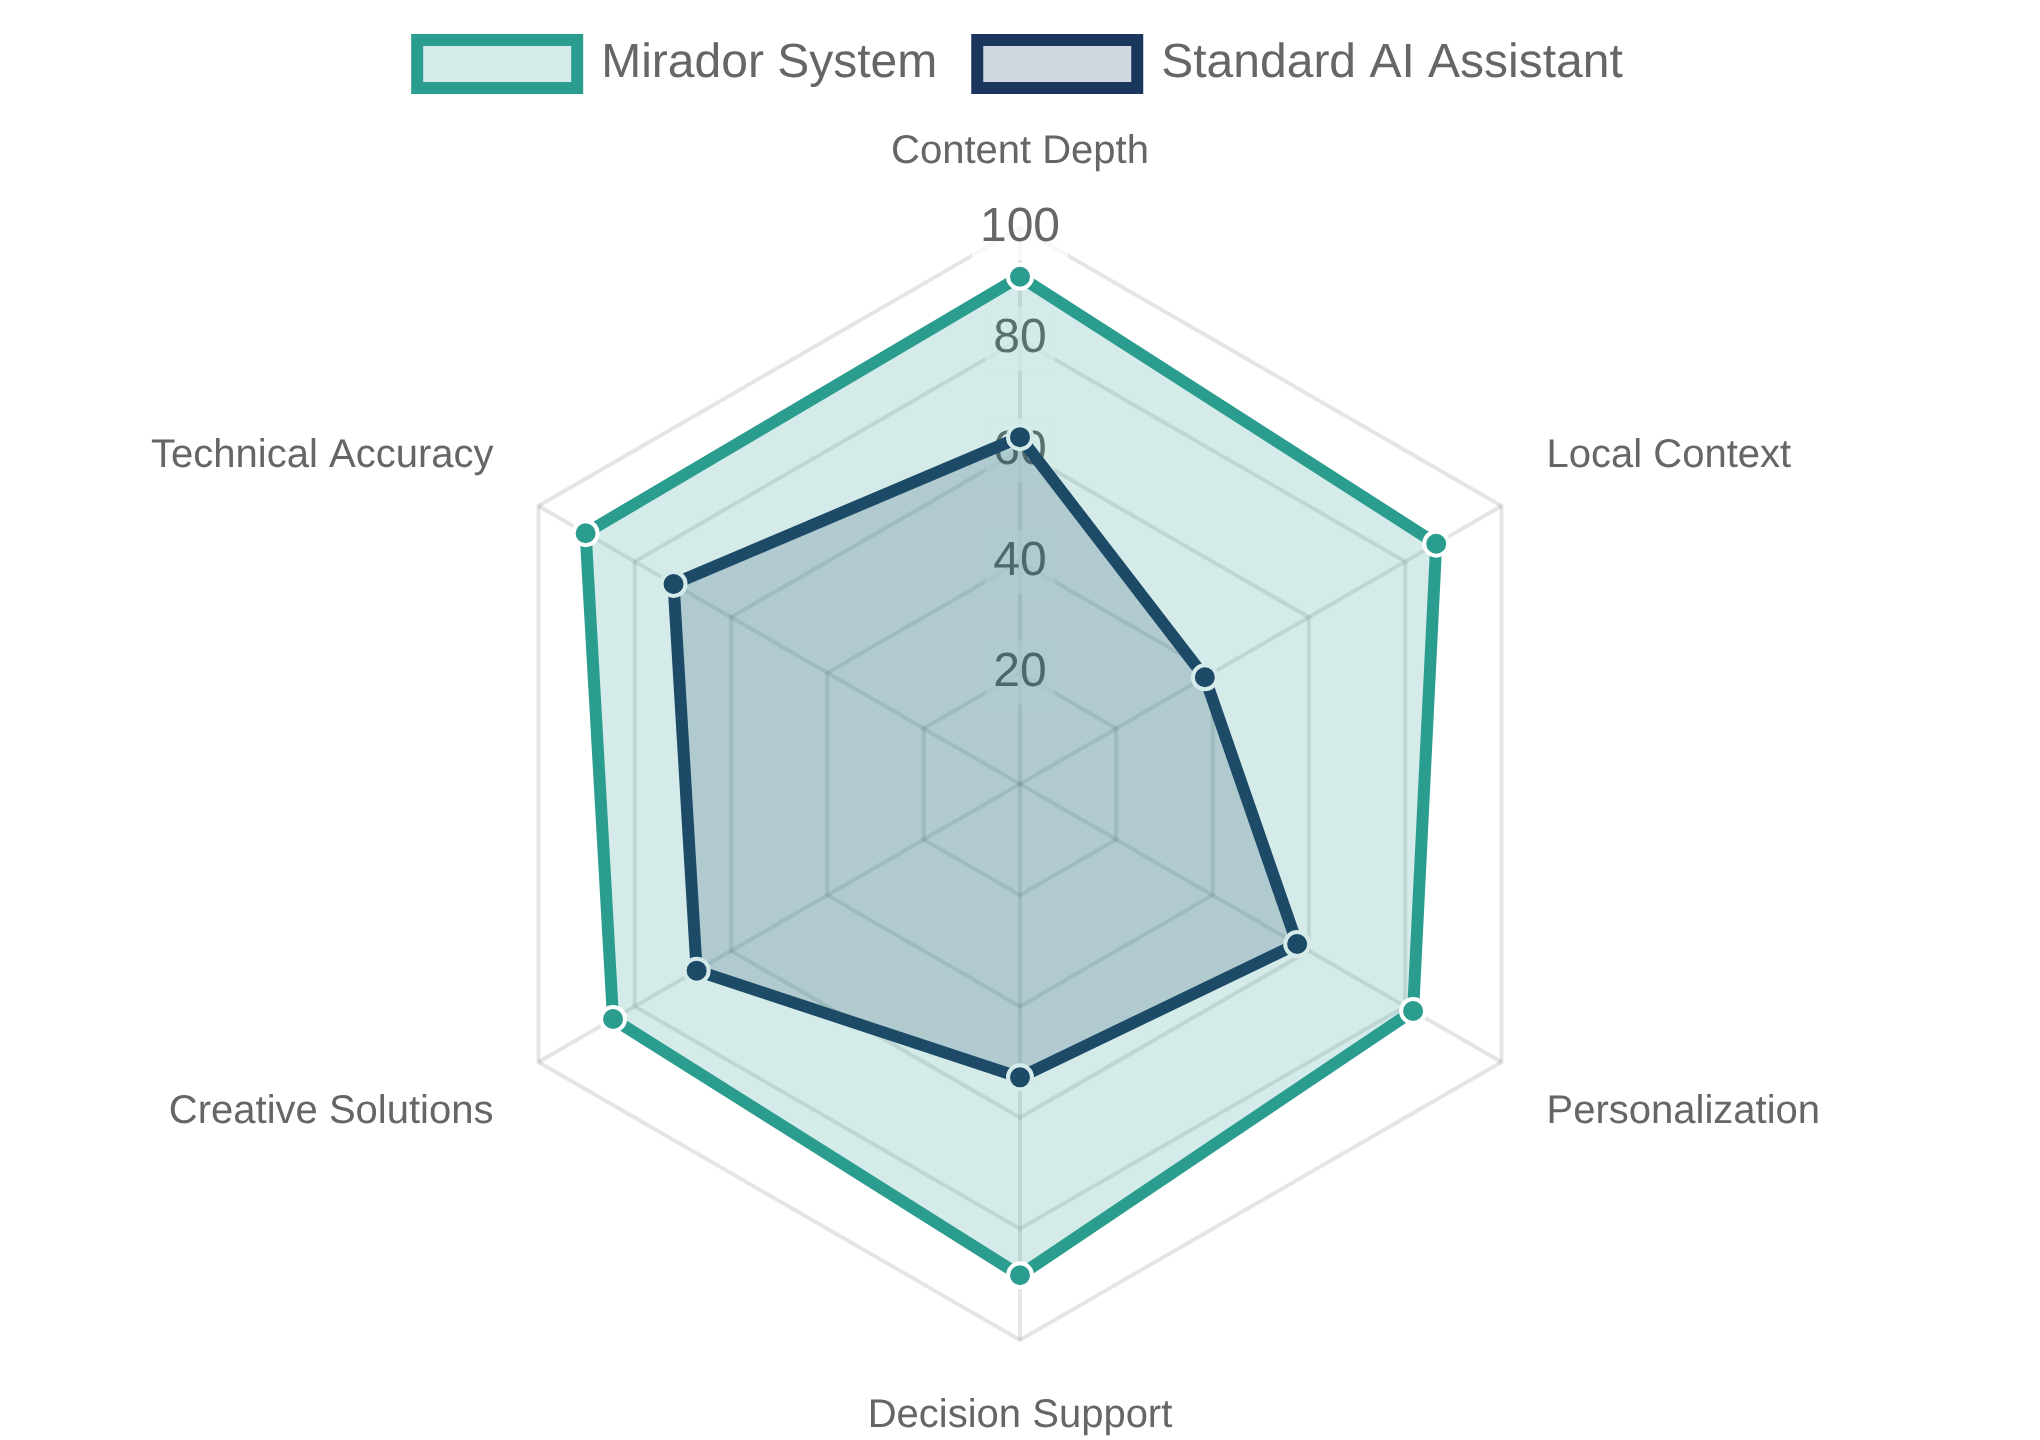 Mirador System
Standard AI Assistant
Content Depth
100
80
60
40
20
Technical Accuracy
Local Context
Creative Solutions
Personalization
Decision Support